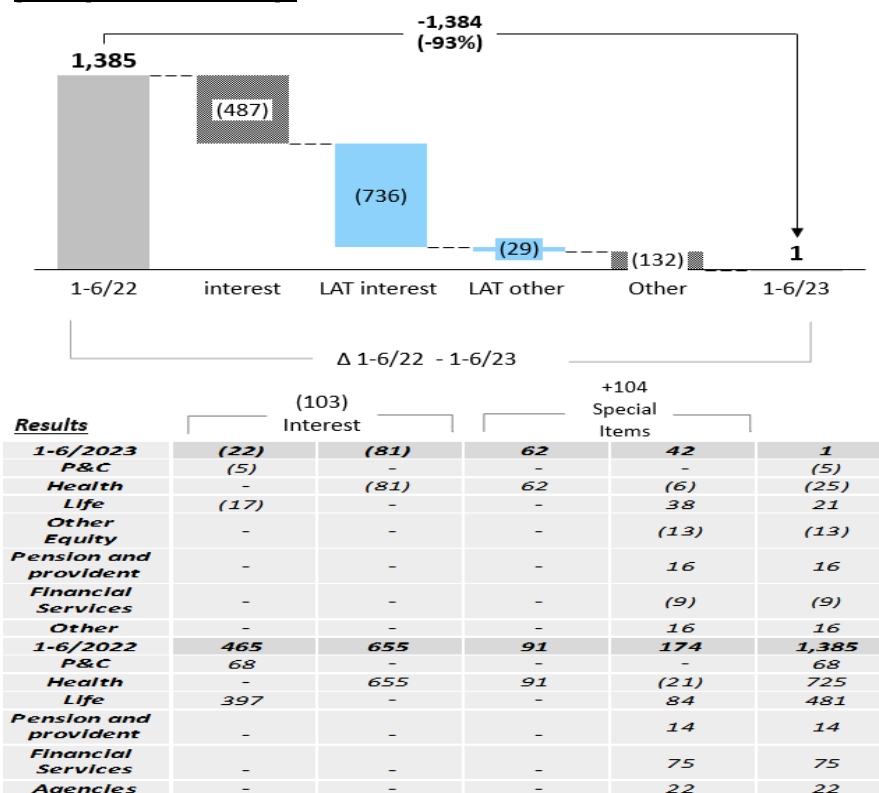 -1,384
(-93%)
1,385
(487)
(736)
(29)
(132)
1
1-6/22 interest LAT interest LAT other Other 1-6/23
Δ 1-6/22 - 1-6/23
Results
(103)
Interest
+104
Special
Items
1-6/2023 (22) (81) 62 42 1
P&C (5) - - - (5)
Health - (81) 62 (6) (25)
Life (17) - - 38 21
Other
Equity - - - (13) (13)
Pension and
provident - - - 16 16
Financial
Services - - - (9) (9)
Other - - - 16 16
1-6/2022 465 655 91 174 1,385
P&C 68 - - - 68
Health - 655 91 (21) 725
Life 397 - - 84 481
Pension and
provident - - - 14 14
Financial
Services - - - 75 75
Agencies - - - 22 22